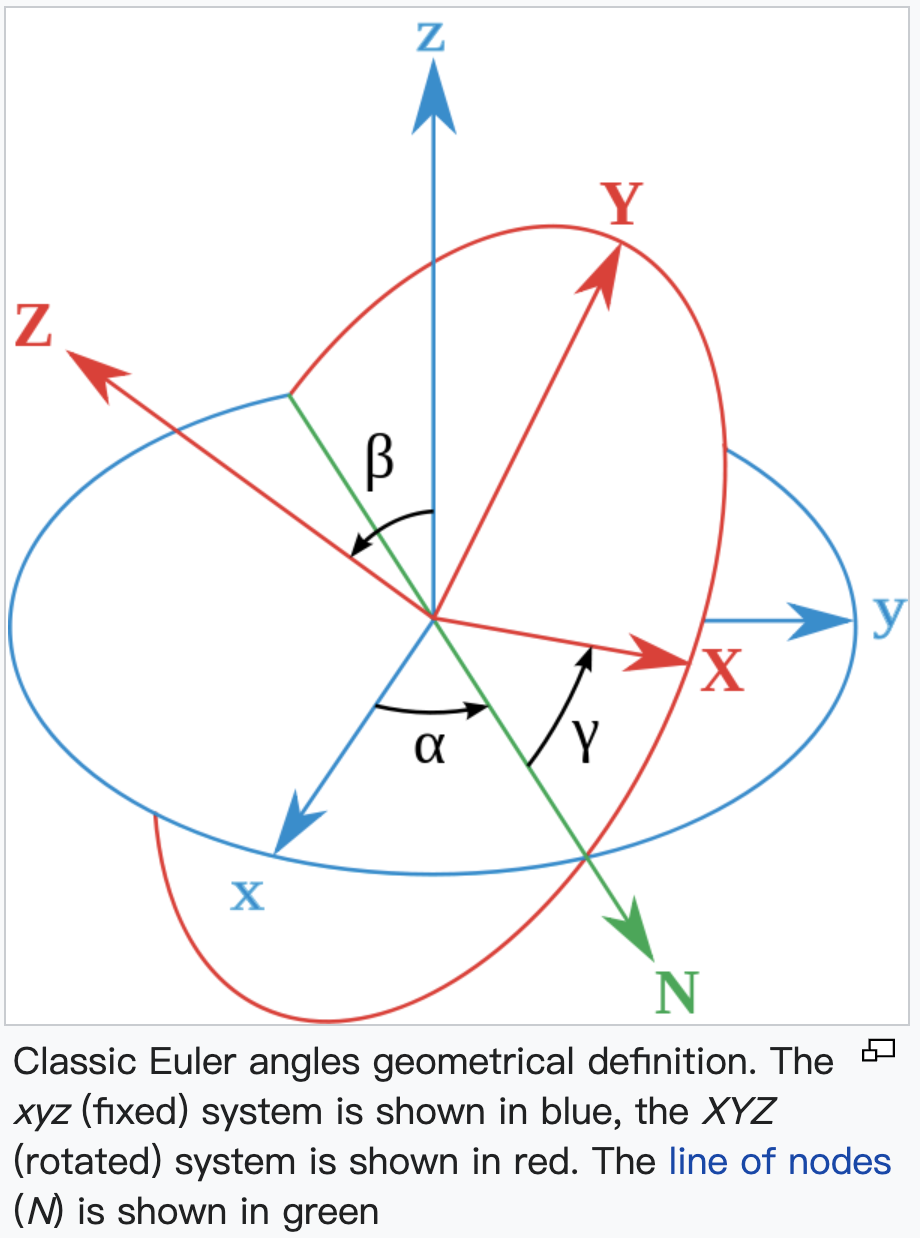 z
Y
Z
β
y
X
γ
α
x
N
Classic Euler angles geometrical definition. The
xyz (fixed) system is shown in blue, the XYZ
(rotated) system is shown in red. The line of nodes
(N) is shown in green